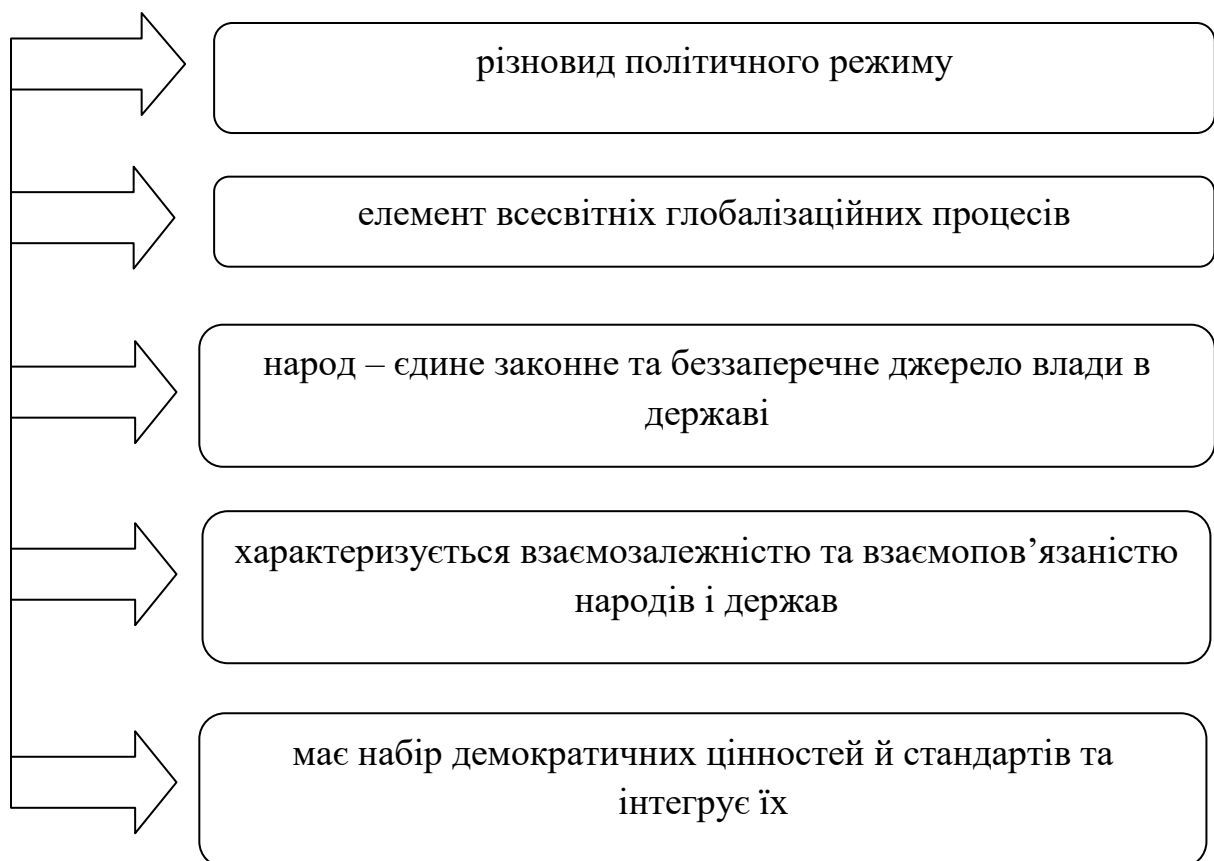 різновид політичного режиму
елемент всесвітніх глобалізаційних процесів
народ – єдине законне та беззаперечне джерело влади в
державі
характеризується взаємозалежністю та взаємопов’язаністю
народів і держав
має набір демократичних цінностей й стандартів та
інтегрує їх